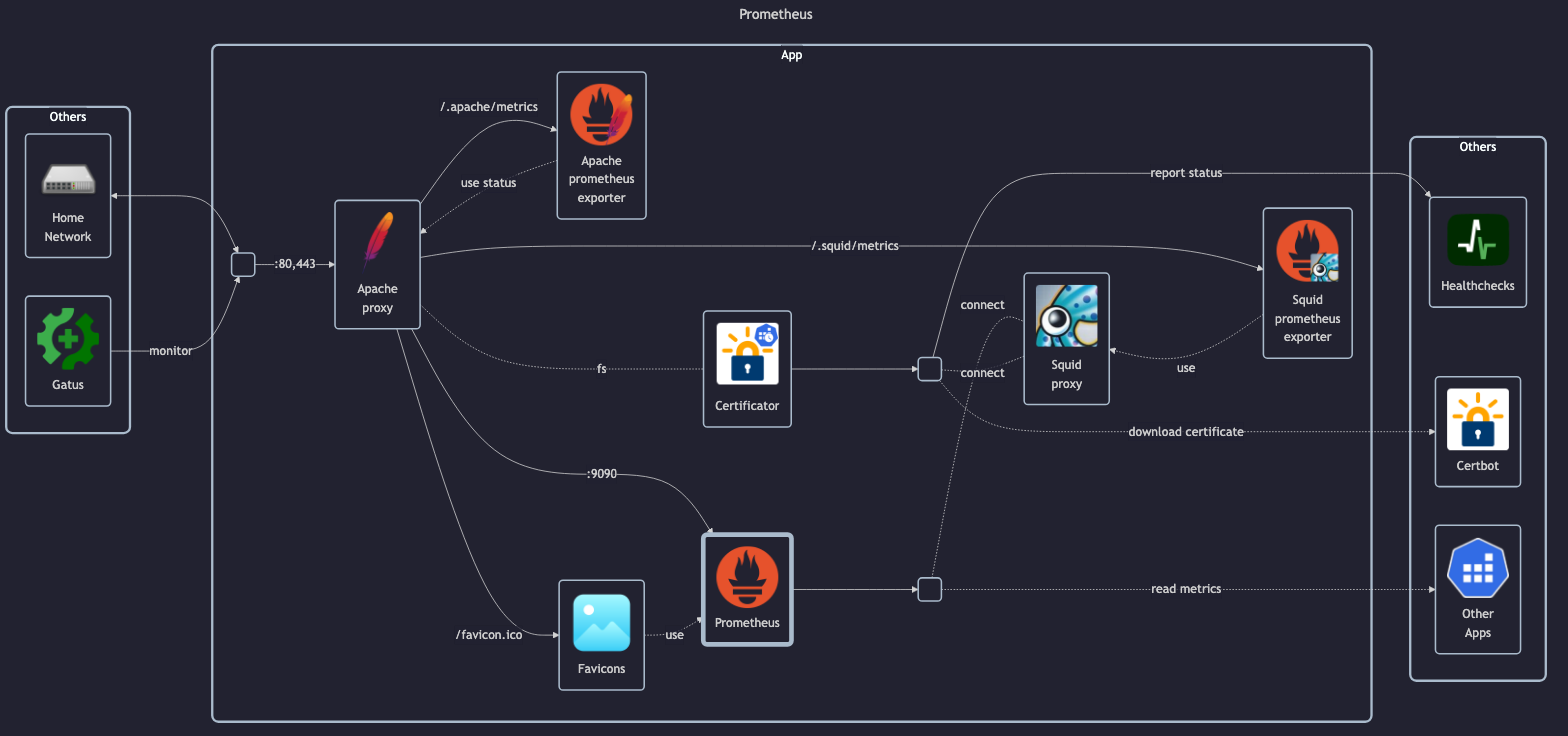 Prometheus
App
Others
Home
Network
Gatus
monitor
:80,443
Apache
proxy
/.apache/metrics
use status
Apache
prometheus
exporter
/.squid/metrics
fs
:9090
/favicon.ico
Favicons
use
Certificator
Prometheus
connect
connect
Squid
proxy
use
Squid
prometheus
exporter
report status
download certificate
read metrics
Others
Healthchecks
Certbot
Other
Apps